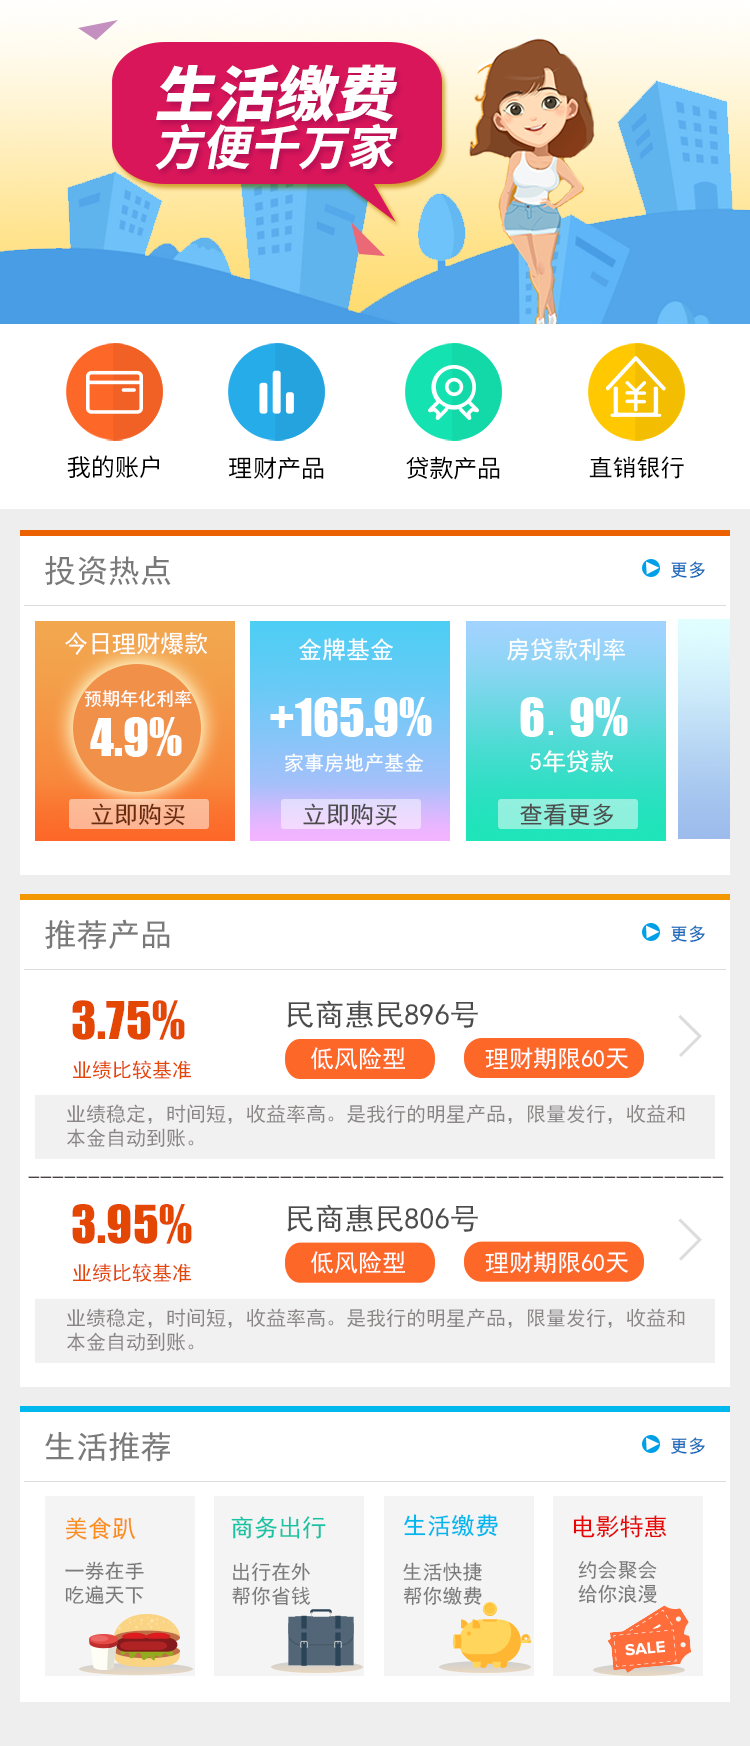 生活缴费
方便千万家
我的账户
理财产品
贷款产品
直销银行
投资热点
更多
今日理财爆款
预期年化利率
4.9%
立即购买
金牌基金
+165.9%
家事房地产基金
立即购买
房贷款利率
6.9%
5年贷款
查看更多
推荐产品
更多
3.75%
业绩比较基准
民商惠民896号
低风险型
理财期限60天
业绩稳定，时间短，收益率高。是我行的明星产品，限量发行，收益和
本金自动到账。
3.95%
业绩比较基准
民商惠民806号
低风险型
理财期限60天
业绩稳定，时间短，收益率高。是我行的明星产品，限量发行，收益和
本金自动到账。
生活推荐
更多
美食趴
一券在手
吃遍天下
商务出行
出行在外
帮你省钱
生活缴费
生活快捷
帮你缴费
电影特惠
约会聚会
给你浪漫
SALE